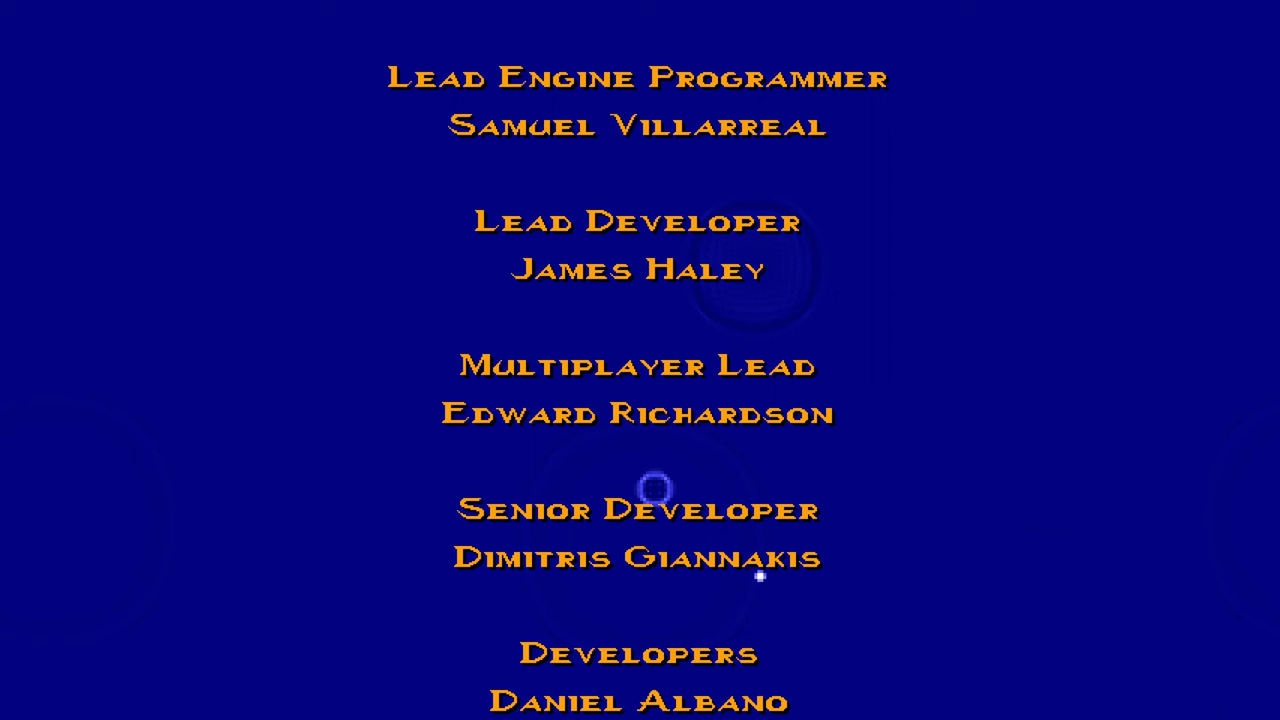 Lead Engine Programmer
Samuel Villarreal
Lead Developer
James Haley
Multiplayer Lead
Edward Richardson
Senior Developer
Dimitris Giannakis
Developers
Daniel Albano